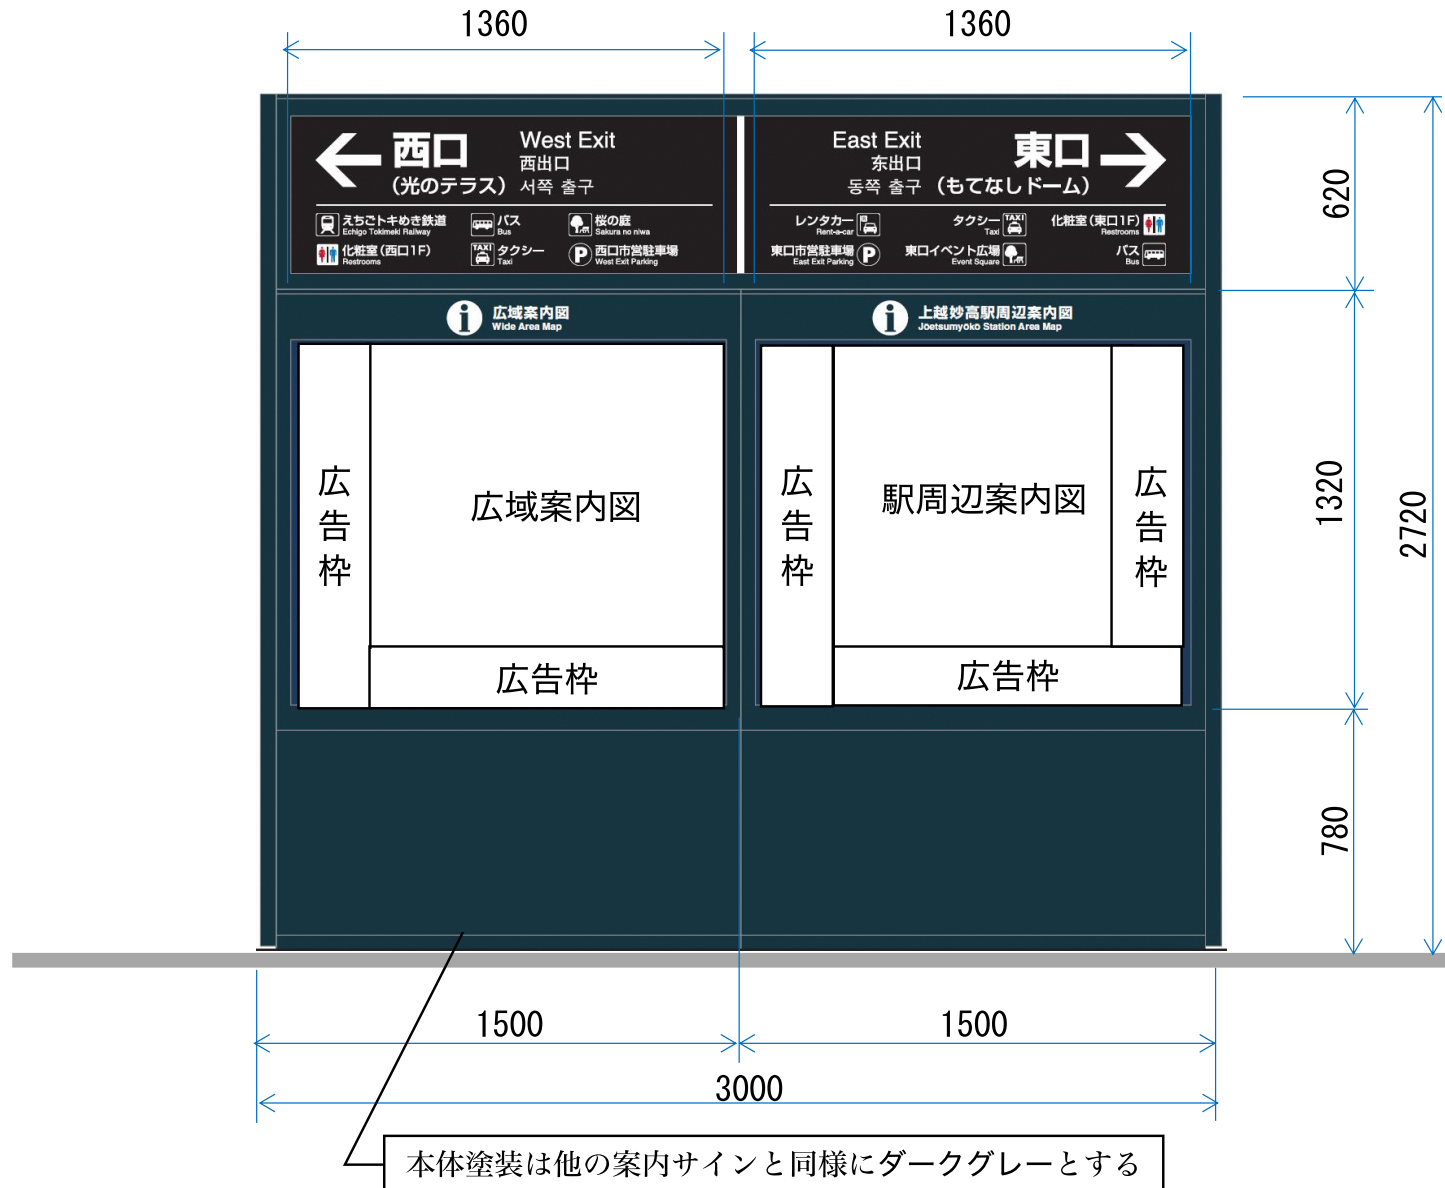 1360
1360
西口
（光のテラス）
West Exit
西出口
서쪽 출구
えちごトキめき鉄道
Echigo Tokimeki Railway
バス
Bus
桜の庭
Sakura no niwa
化粧室（西口1F）
Restrooms
TAXI
タクシー
Taxi
P
西口市営駐車場
West Exit Parking
East Exit
东出口
동쪽 출구
東口
（もてなしドーム）
レンタカー
Rent-a-car
タクシー
Taxi
TAXI
化粧室（東口1F）
Restrooms
東口市営駐車場
East Exit Parking
P
東口イベント広場
Event Square
バス
Bus
i
広域案内図
Wide Area Map
i
上越妙高駅周辺案内図
Jōetsumyōkō Station Area Map
広告枠
広域案内図
広告枠
広告枠
駅周辺案内図
広告枠
広告枠
620
1320
780
2720
1500
1500
3000
本体塗装は他の案内サインと同様にダークグレーとする